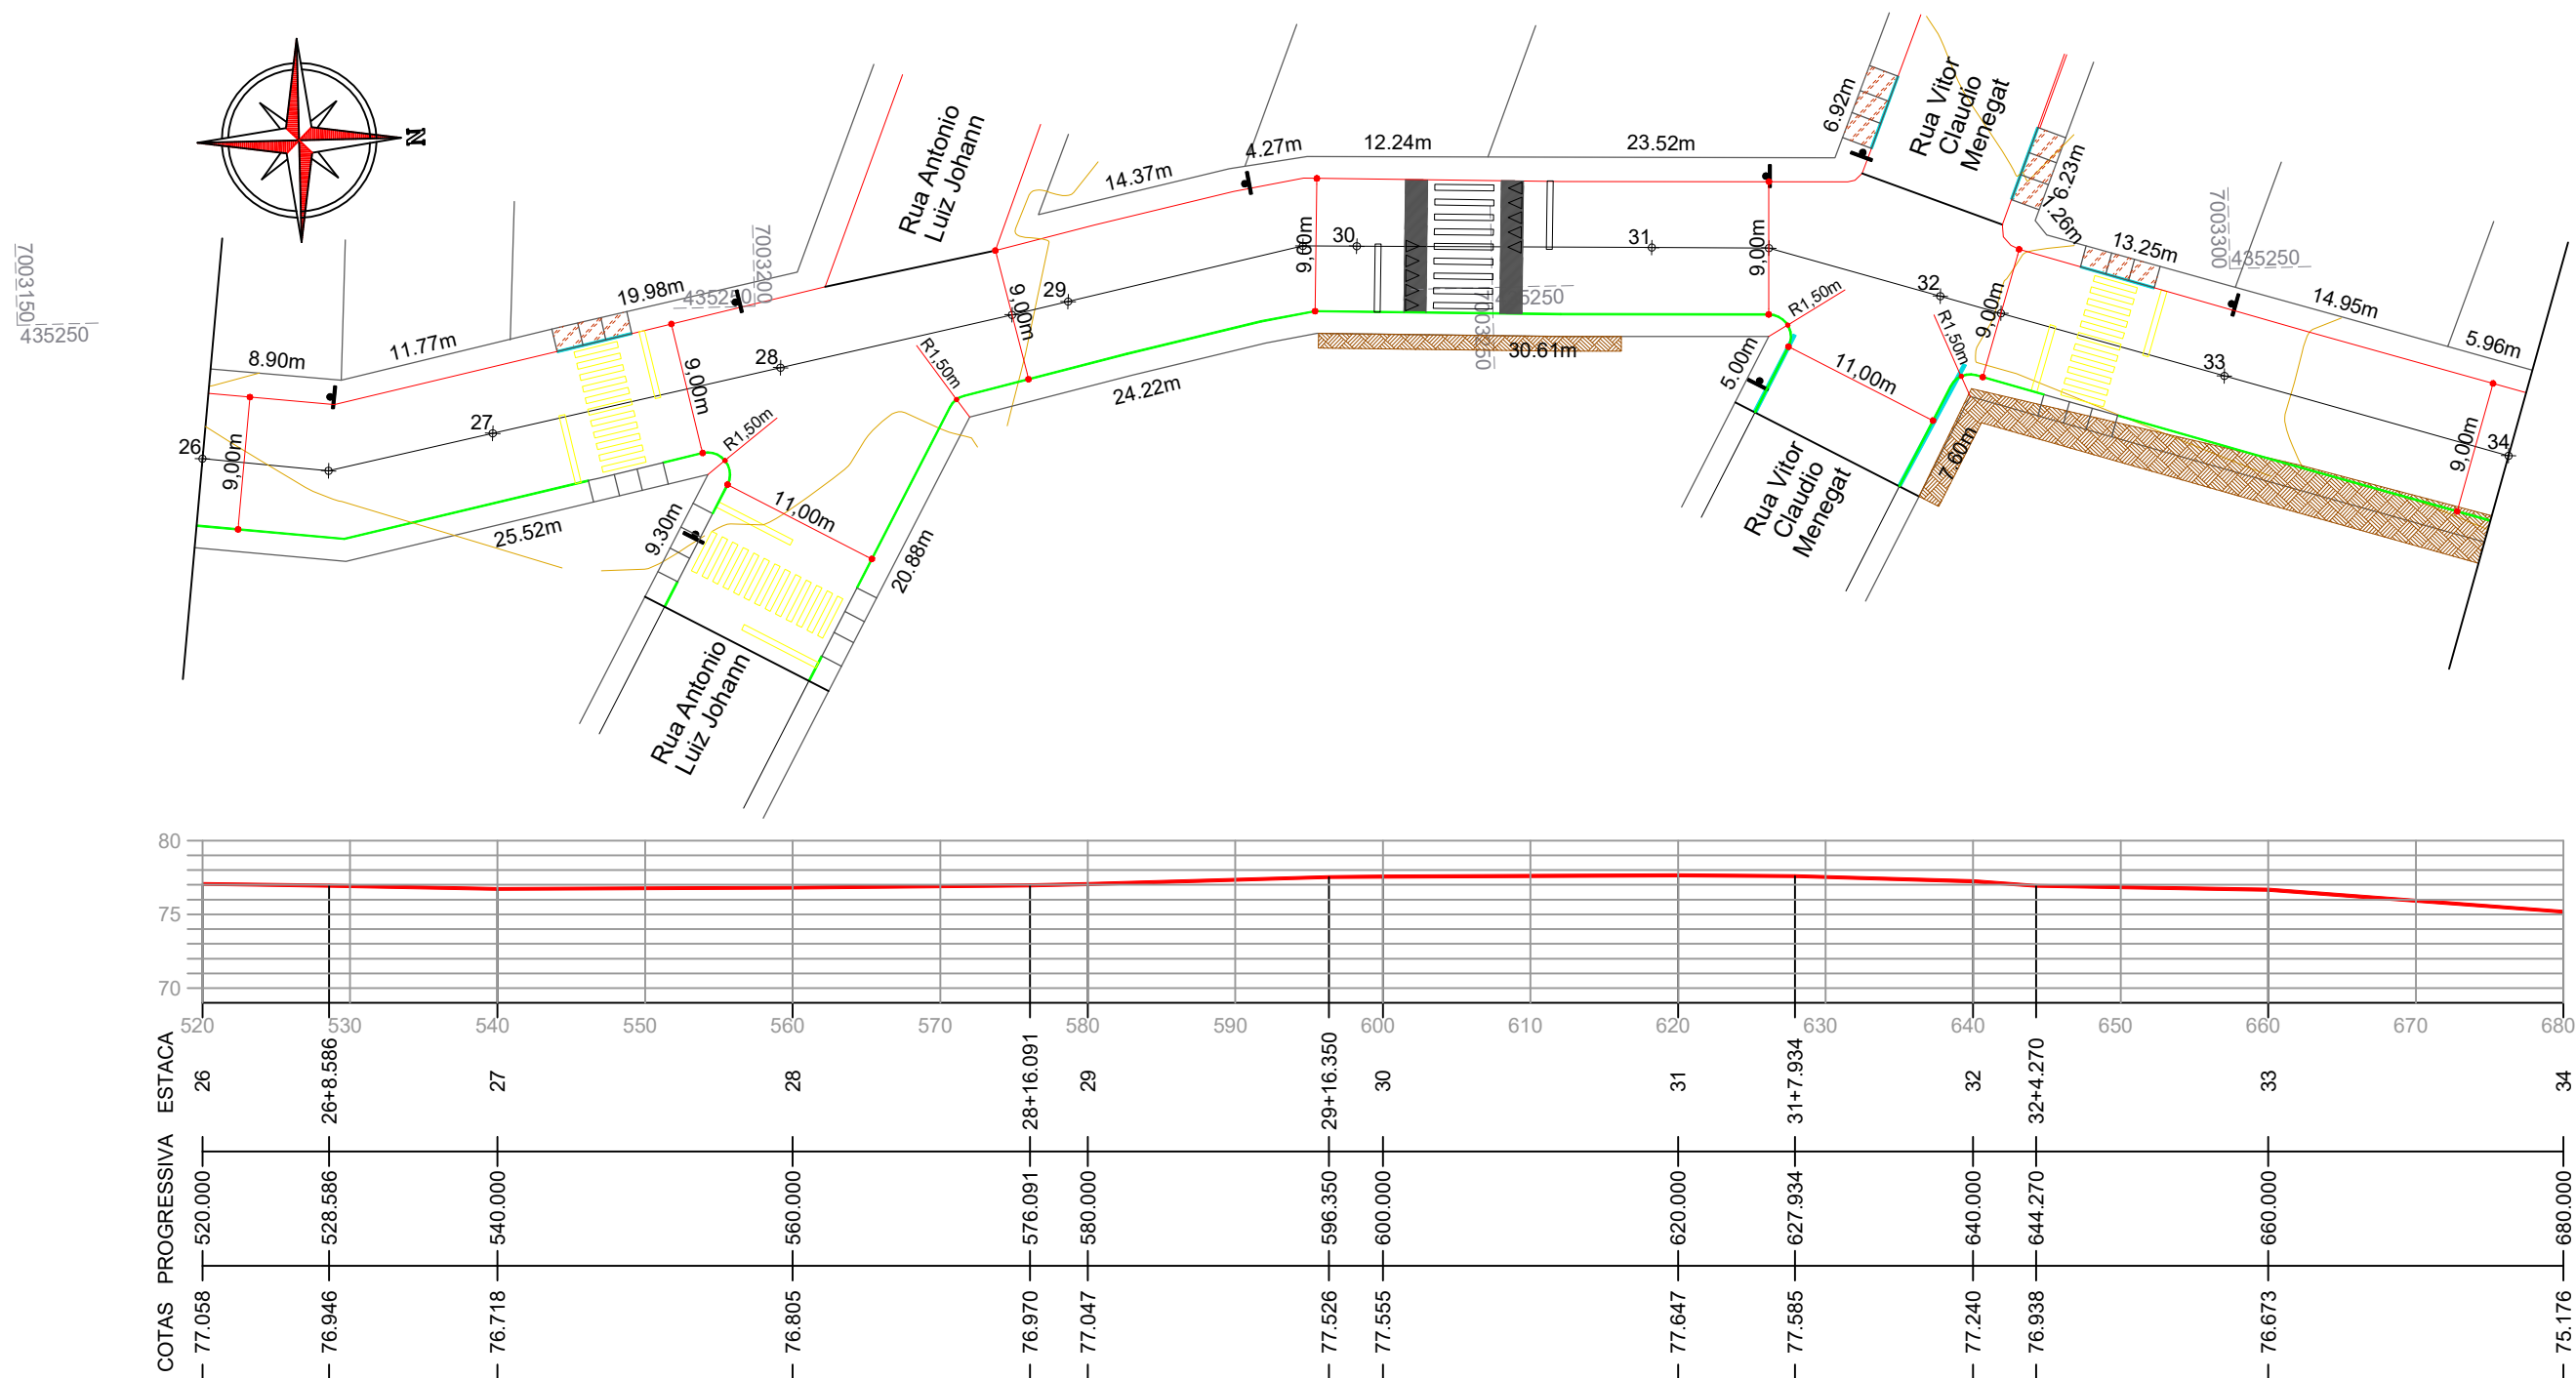 N
7003150
435250
8.90m
11.77m
19.98m
435250
7003200
Rua Antonio
Luiz Johann
14.37m
4.27m
12.24m
23.52m
6.92m
Rua Vitor
Claudio
Menegat
6.23m
7.26m
13.25m
7003300
435250
14.95m
5.96m
26
9,00m
27
28
9,00m
R1,50m
29
9,00m
R1,50m
30
9,00m
31
9,00m
R1,50m
32
9,00m
R1,50m
33
34
9,00m
25.52m
9.30m
11,00m
20.88m
24.22m
7003250
30.61m
5.00m
11,00m
7.60m
Rua Antonio
Luiz Johann
Rua Vitor
Claudio
Menegat
80
75
70
520 530 540 550 560 570 580 590 600 610 620 630 640 650 660 670 680
ESTACA 26 26+8.586 27 28 28+16.091 29 29+16.350 30 31 31+7.934 32 32+4.270 33 34
PROGRESSIVA 520.000 528.586 540.000 560.000 576.091 580.000 596.350 600.000 620.000 627.934 640.000 644.270 660.000 680.000
COTAS 77.058 76.946 76.718 76.805 76.970 77.047 77.526 77.555 77.647 77.585 77.240 76.938 76.673 75.176